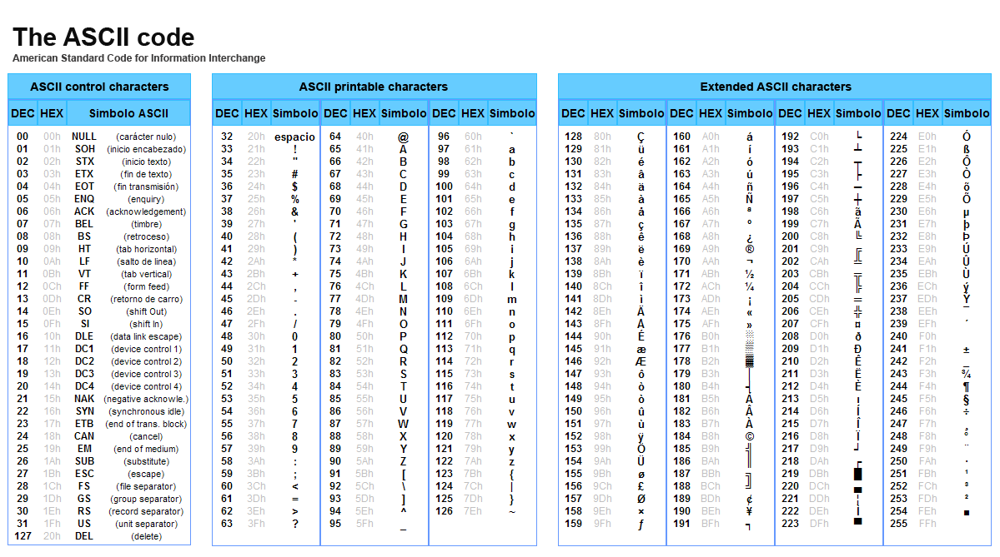 The ASCII code
American Standard Code for Information Interchange
ASCII control characters ASCII printable characters Extended ASCII characters
DEC HEX Simbolo ASCII DEC HEX Simbolo DEC HEX Simbolo DEC HEX Simbolo DEC HEX Simbolo DEC HEX Simbolo DEC HEX Simbolo DEC HEX Simbolo
00 00h NULL (carácter nulo) 32 20h espacio 64 40h @ 96 60h ` 128 80h Ç 160 A0h á 192 C0h └ 224 E0h Ó
01 01h SOH (inicio encabezado) 33 21h ! 65 41h A 97 61h a 129 81h ü 161 A1h í 193 C1h ┴ 225 E1h ß
02 02h STX (inicio texto) 34 22h " 66 42h B 98 62h b 130 82h é 162 A2h ó 194 C2h ┬ 226 E2h Ô
03 03h ETX (fin de texto) 35 23h # 67 43h C 99 63h c 131 83h â 163 A3h ú 195 C3h ├ 227 E3h Ò
04 04h EOT (fin transmisión) 36 24h $ 68 44h D 100 64h d 132 84h ä 164 A4h ñ 196 C4h ─ 228 E4h õ
05 05h ENQ (enquiry) 37 25h % 69 45h E 101 65h e 133 85h à 165 A5h Ñ 197 C5h ┼ 229 E5h Õ
06 06h ACK (acknowledgement) 38 26h & 70 46h F 102 66h f 134 86h å 166 A6h ª 198 C6h ã 230 E6h µ
07 07h BEL (timbre) 39 27h ' 71 47h G 103 67h g 135 87h ç 167 A7h º 199 C7h Ã 231 E7h þ
08 08h BS (retroceso) 40 28h ( 72 48h H 104 68h h 136 88h ê 168 A8h ¿ 200 C8h ╚ 232 E8h Þ
09 09h HT (tab horizontal) 41 29h ) 73 49h I 105 69h i 137 89h ë 169 A9h ® 201 C9h ╔ 233 E9h Ú
10 0Ah LF (salto de linea) 42 2Ah * 74 4Ah J 106 6Ah j 138 8Ah è 170 AAh ¬ 202 CAh ╩ 234 EAh Û
11 0Bh VT (tab vertical) 43 2Bh + 75 4Bh K 107 6Bh k 139 8Bh ï 171 ABh ½ 203 CBh ╦ 235 EBh Ù
12 0Ch FF (form feed) 44 2Ch , 76 4Ch L 108 6Ch l 140 8Ch î 172 ACh ¼ 204 CCh ╠ 236 ECh ý
13 0Dh CR (retorno de carro) 45 2Dh - 77 4Dh M 109 6Dh m 141 8Dh ì 173 ADh ¡ 205 CDh ═ 237 EDh Ý
14 0Eh SO (shift Out) 46 2Eh . 78 4Eh N 110 6Eh n 142 8Eh Ä 174 AEh « 206 CEh ╬ 238 EEh ¯
15 0Fh SI (shift In) 47 2Fh / 79 4Fh O 111 6Fh o 143 8Fh Å 175 AFh » 207 CFh ¤ 239 EFh ´
16 10h DLE (data link escape) 48 30h 0 80 50h P 112 70h p 144 90h É 176 B0h ░ 208 D0h ð 240 F0h
17 11h DC1 (device control 1) 49 31h 1 81 51h Q 113 71h q 145 91h æ 177 B1h ▒ 209 D1h Ð 241 F1h ±
18 12h DC2 (device control 2) 50 32h 2 82 52h R 114 72h r 146 92h Æ 178 B2h ▓ 210 D2h Ê 242 F2h _
19 13h DC3 (device control 3) 51 33h 3 83 53h S 115 73h s 147 93h ô 179 B3h │ 211 D3h Ë 243 F3h ¾
20 14h DC4 (device control 4) 52 34h 4 84 54h T 116 74h t 148 94h ò 180 B4h ┤ 212 D4h È 244 F4h ¶
21 15h NAK (negative acknowle.) 53 35h 5 85 55h U 117 75h u 149 95h ò 181 B5h Á 213 D5h ı 245 F5h §
22 16h SYN (synchronous idle) 54 36h 6 86 56h V 118 76h v 150 96h û 182 B6h Â 214 D6h Í 246 F6h ÷
23 17h ETB (end of trans. block) 55 37h 7 87 57h W 119 77h w 151 97h ù 183 B7h À 215 D7h Î 247 F7h ¸
24 18h CAN (cancel) 56 38h 8 88 58h X 120 78h x 152 98h ÿ 184 B8h © 216 D8h Ï 248 F8h °
25 19h EM (end of medium) 57 39h 9 89 59h Y 121 79h y 153 99h Ö 185 B9h ╣ 217 D9h ┘ 249 F9h ¨
26 1Ah SUB (substitute) 58 3Ah : 90 5Ah Z 122 7Ah z 154 9Ah Ü 186 BAh ║ 218 DAh ┌ 250 FAh ·
27 1Bh ESC (escape) 59 3Bh ; 91 5Bh [ 123 7Bh { 155 9Bh ø 187 BBh ╗ 219 DBh █ 251 FBh ¹
28 1Ch FS (file separator) 60 3Ch < 92 5Ch \ 124 7Ch | 156 9Ch £ 188 BCh ╝ 220 DCh ▄ 252 FCh ³
29 1Dh GS (group separator) 61 3Dh = 93 5Dh ] 125 7Dh } 157 9Dh Ø 189 BDh ¢ 221 DDh ¦ 253 FDh ²
30 1Eh RS (record separator) 62 3Eh > 94 5Eh ^ 126 7Eh ~ 158 9Eh × 190 BEh ¥ 222 DEh Ì 254 FEh ■
31 1Fh US (unit separator) 63 3Fh ? 95 5Fh _ 159 9Fh ƒ 191 BFh ┐ 223 DFh ▀ 255 FFh
127 20h DEL (delete)